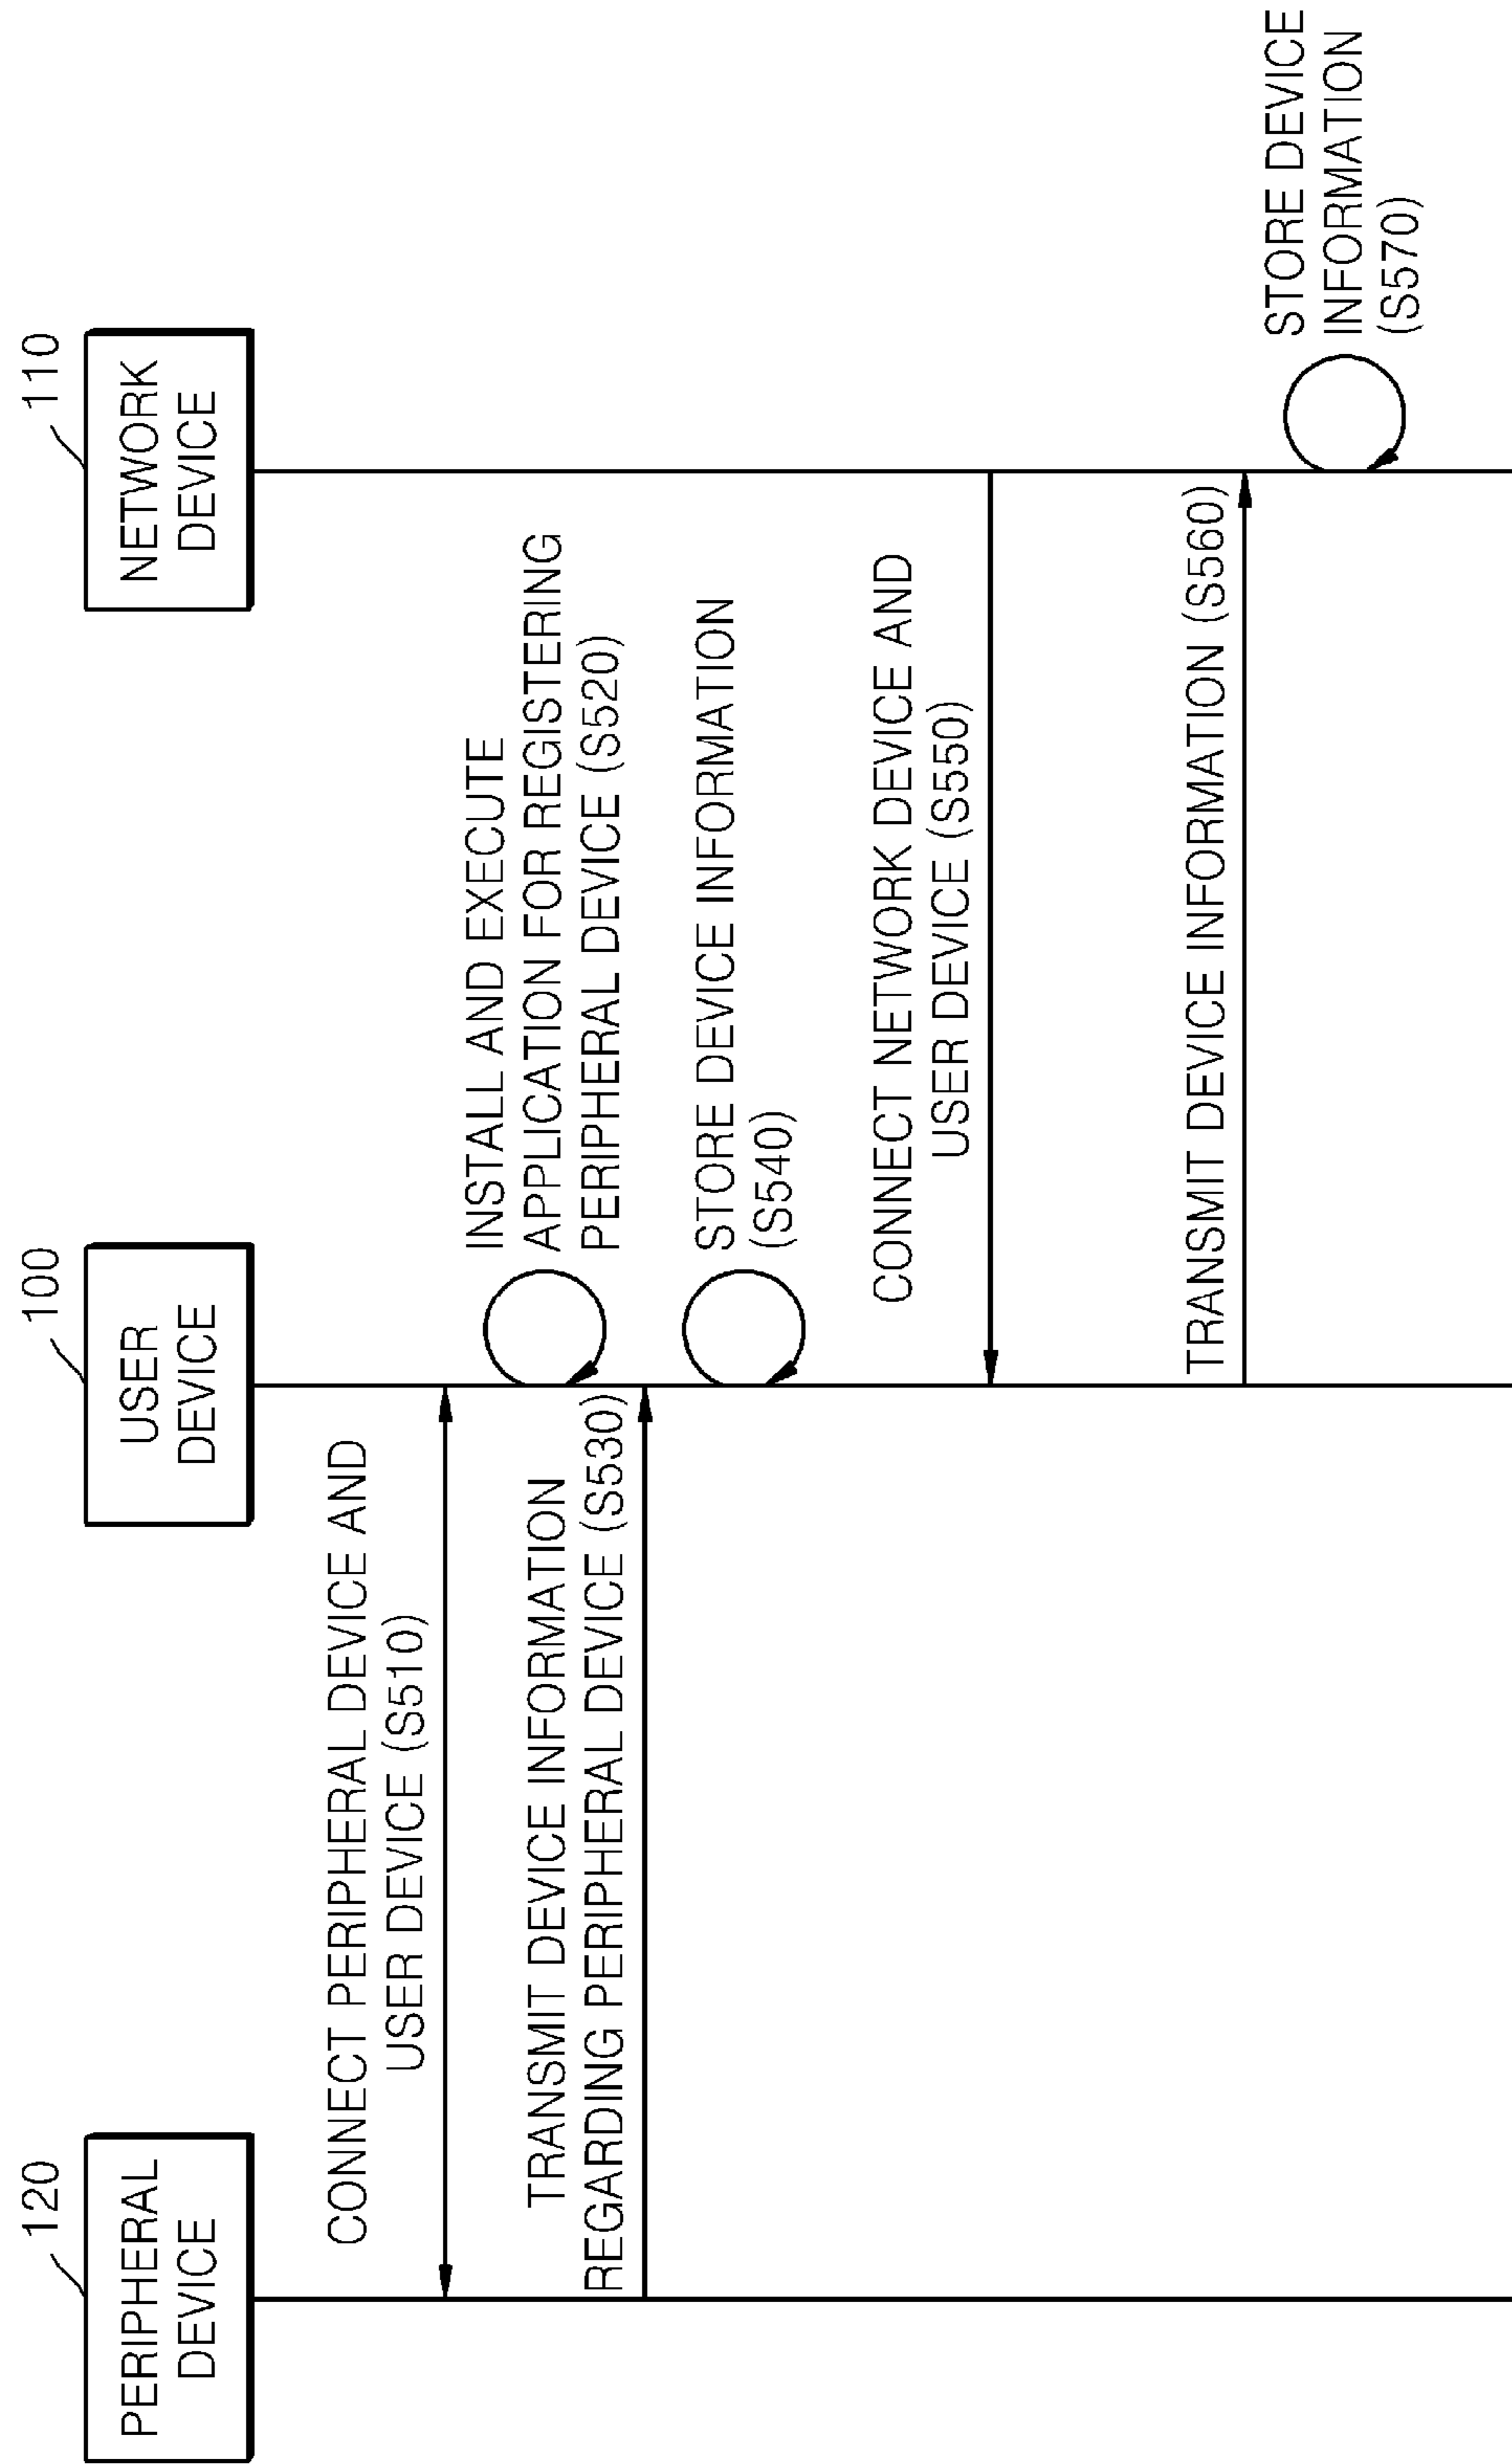 120
PERIPHERAL
DEVICE
100
USER
DEVICE
110
NETWORK
DEVICE
CONNECT PERIPHERAL DEVICE AND
USER DEVICE (S510)
INSTALL AND EXECUTE
APPLICATION FOR REGISTERING
PERIPHERAL DEVICE (S520)
TRANSMIT DEVICE INFORMATION
REGARDING PERIPHERAL DEVICE (S530)
STORE DEVICE INFORMATION
(S540)
CONNECT NETWORK DEVICE AND
USER DEVICE (S550)
TRANSMIT DEVICE INFORMATION (S560)
STORE DEVICE
INFORMATION
(S570)